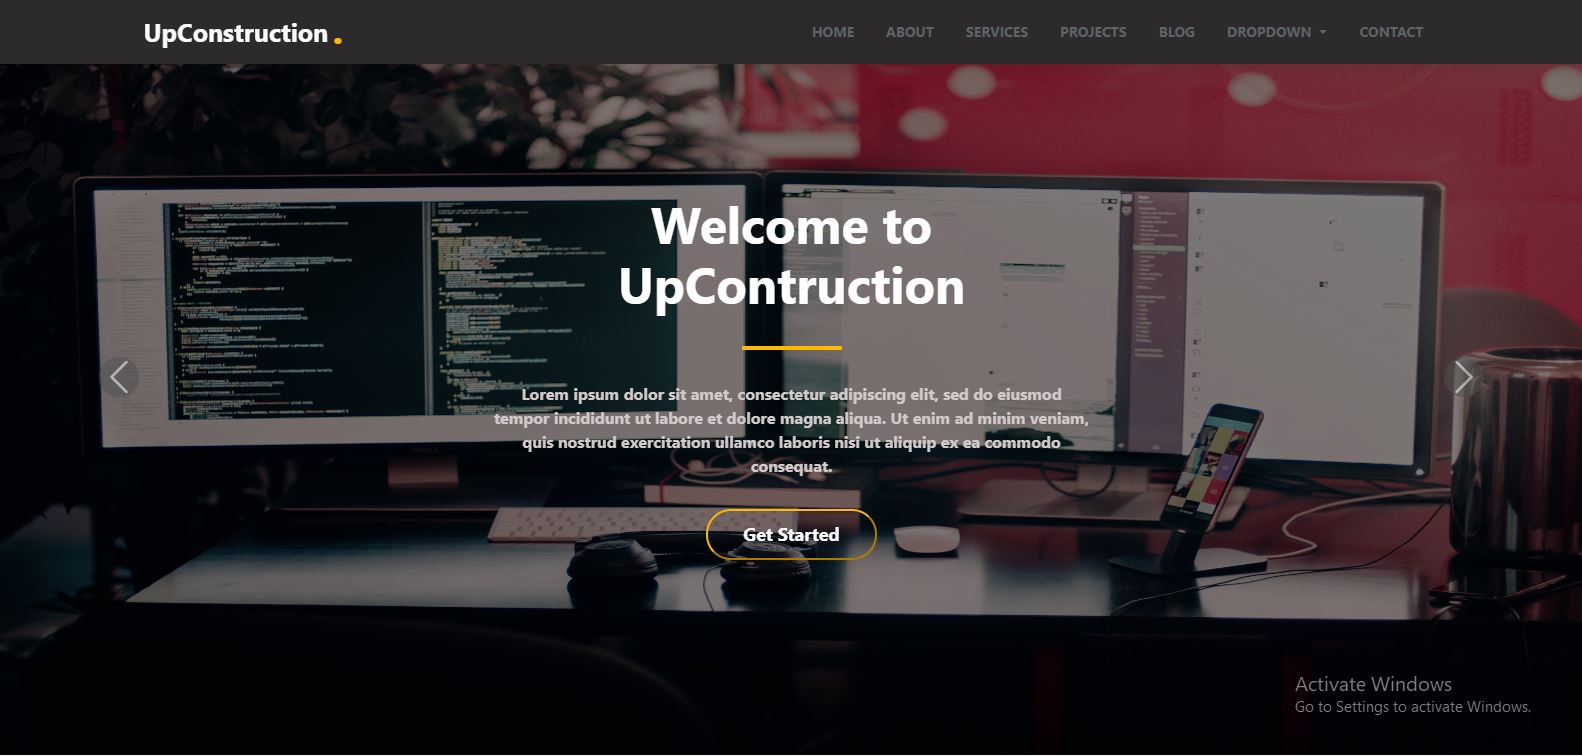 UpConstruction .
HOME ABOUT SERVICES PROJECTS BLOG DROPDOWN CONTACT
Welcome to
UpContruction
Lorem ipsum dolor sit amet, consectetur adipiscing elit, sed do eiusmod
tempor incididunt ut labore et dolore magna aliqua. Ut enim ad minim veniam,
quis nostrud exercitation ullamco laboris nisi ut aliquip ex ea commodo
consequat.
Get Started
Activate Windows
Go to Settings to activate Windows.